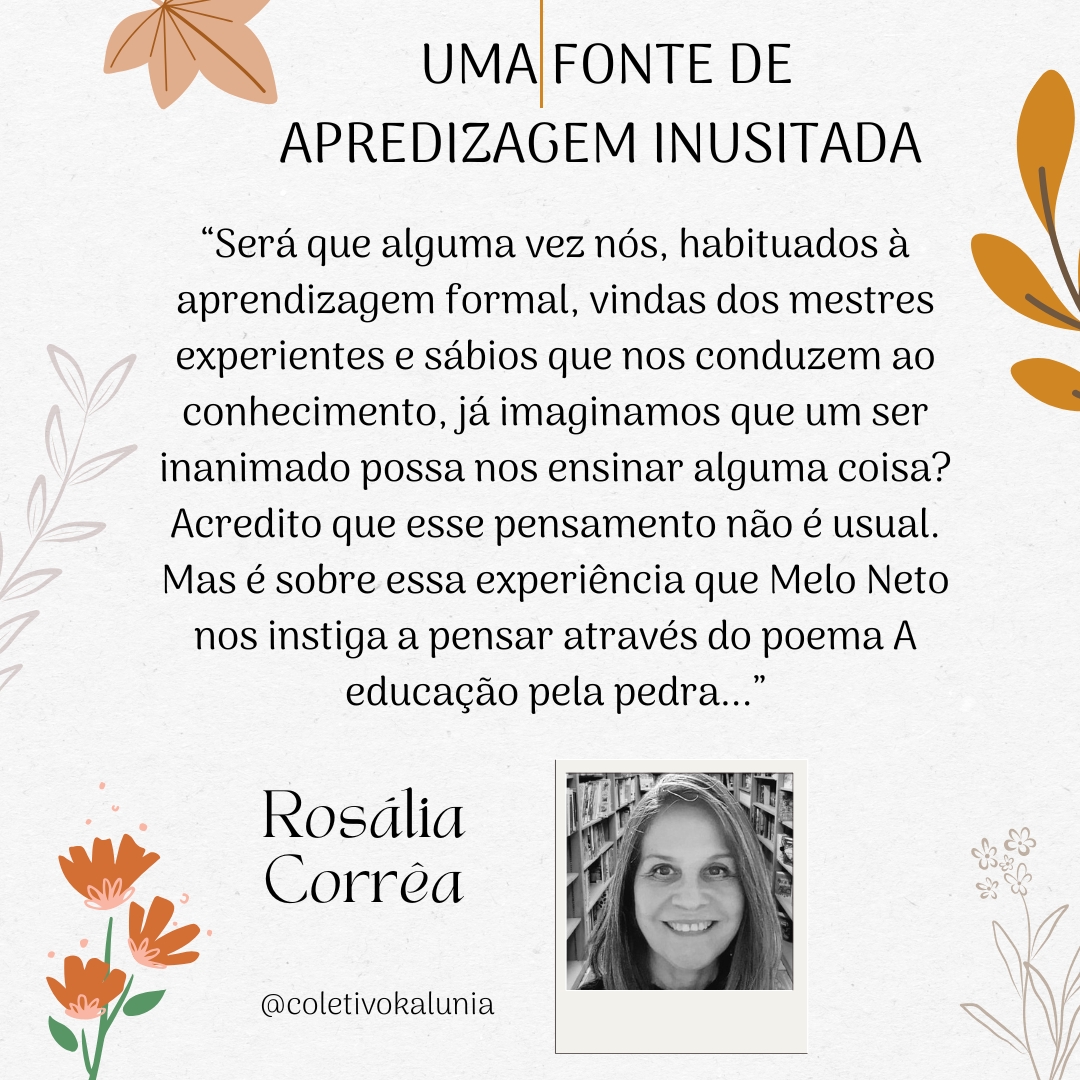 UMA FONTE DE
APREDIZAGEM INUSITADA
“Será que alguma vez nós, habituados à
aprendizagem formal, vindas dos mestres
experientes e sábios que nos conduzem ao
conhecimento, já imaginamos que um ser
inanimado possa nos ensinar alguma coisa?
Acredito que esse pensamento não é usual.
Mas é sobre essa experiência que Melo Neto
nos instiga a pensar através do poema A
educação pela pedra...”
Rosália
Corrêa
@coletivokalunia